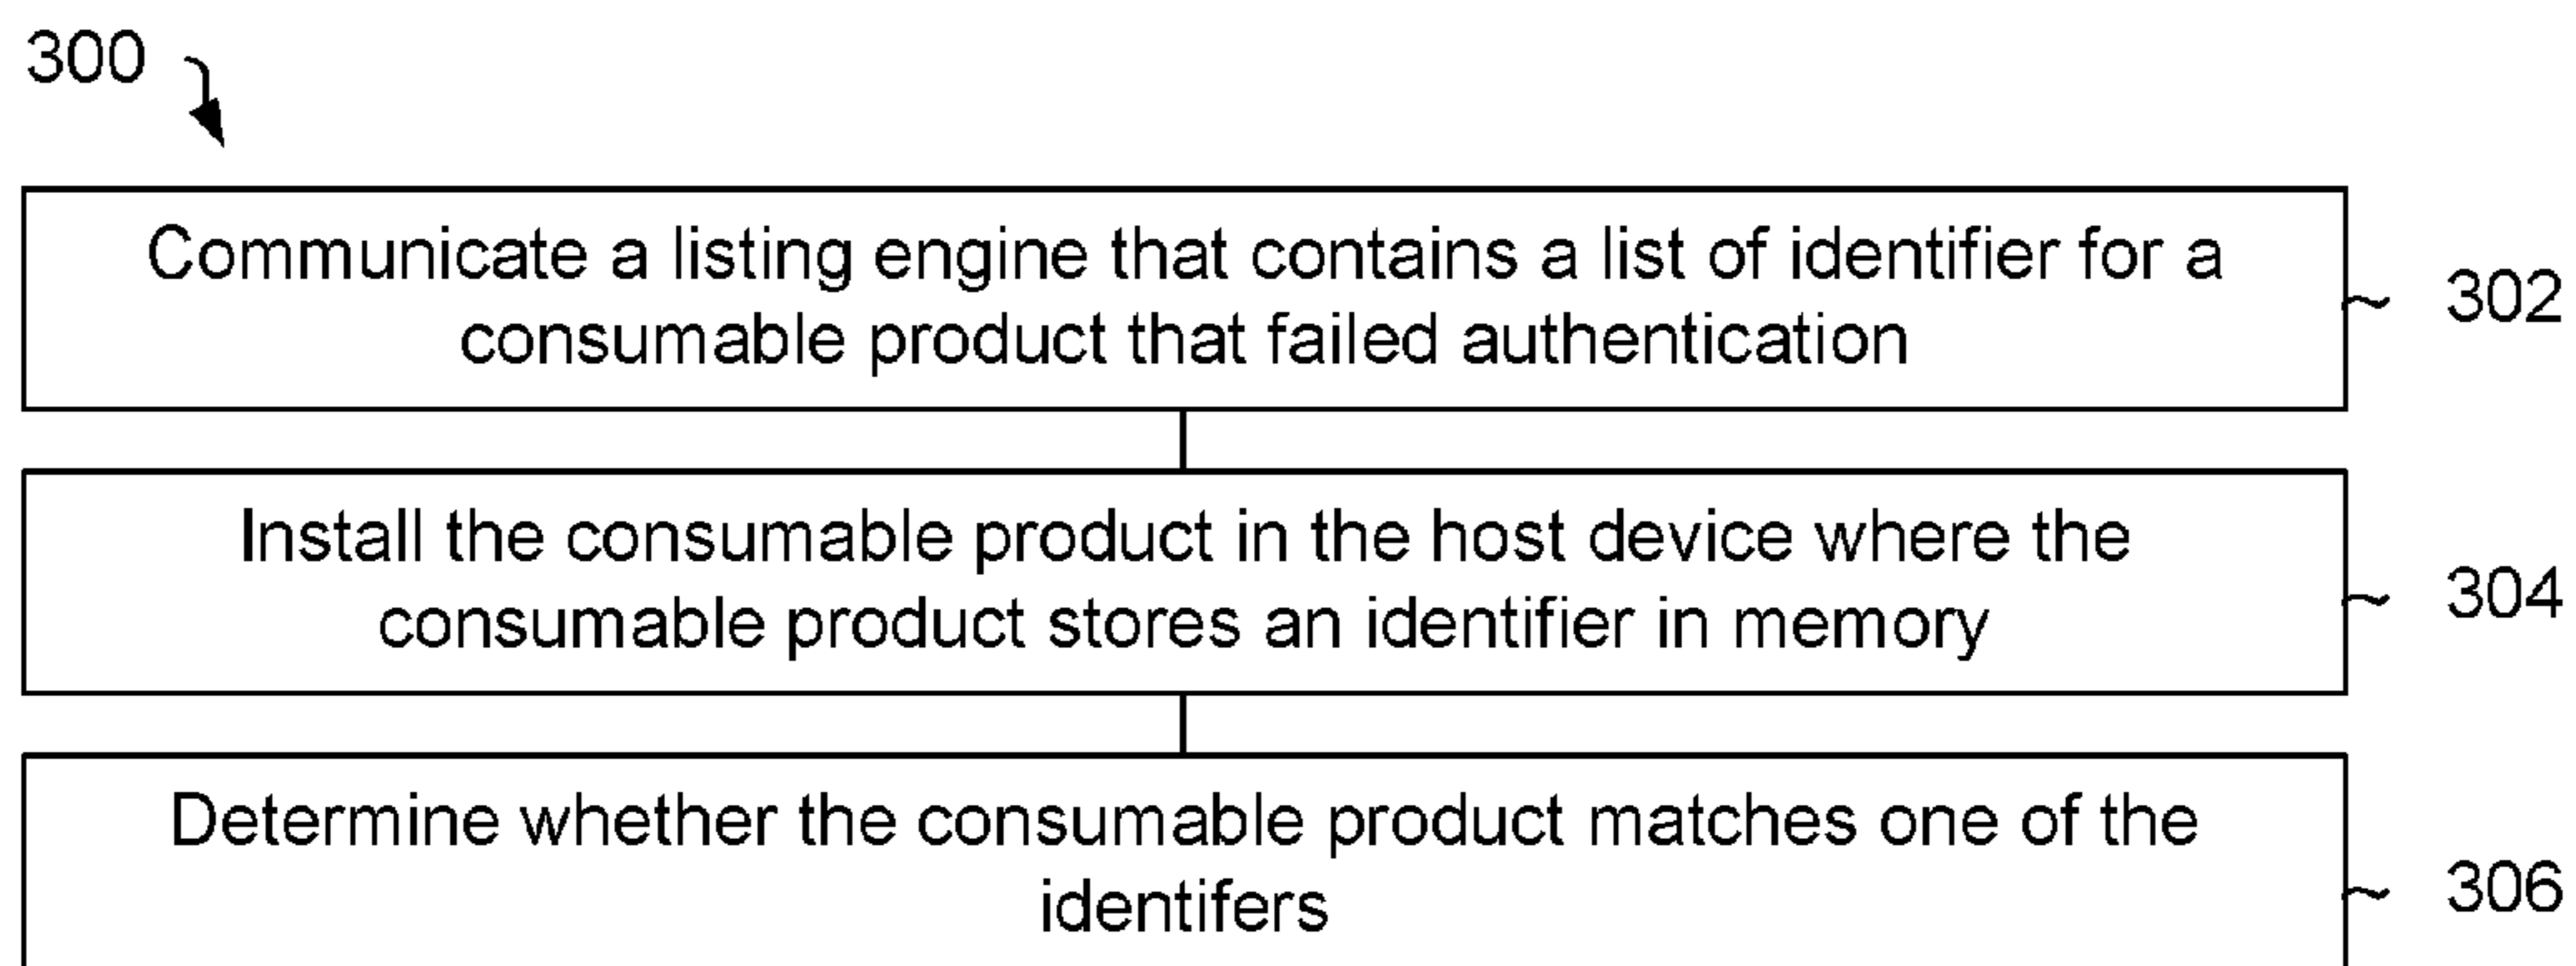 300
Communicate a listing engine that contains a list of identifier for a
consumable product that failed authentication
302
Install the consumable product in the host device where the
consumable product stores an identifier in memory
304
Determine whether the consumable product matches one of the
identifers
306